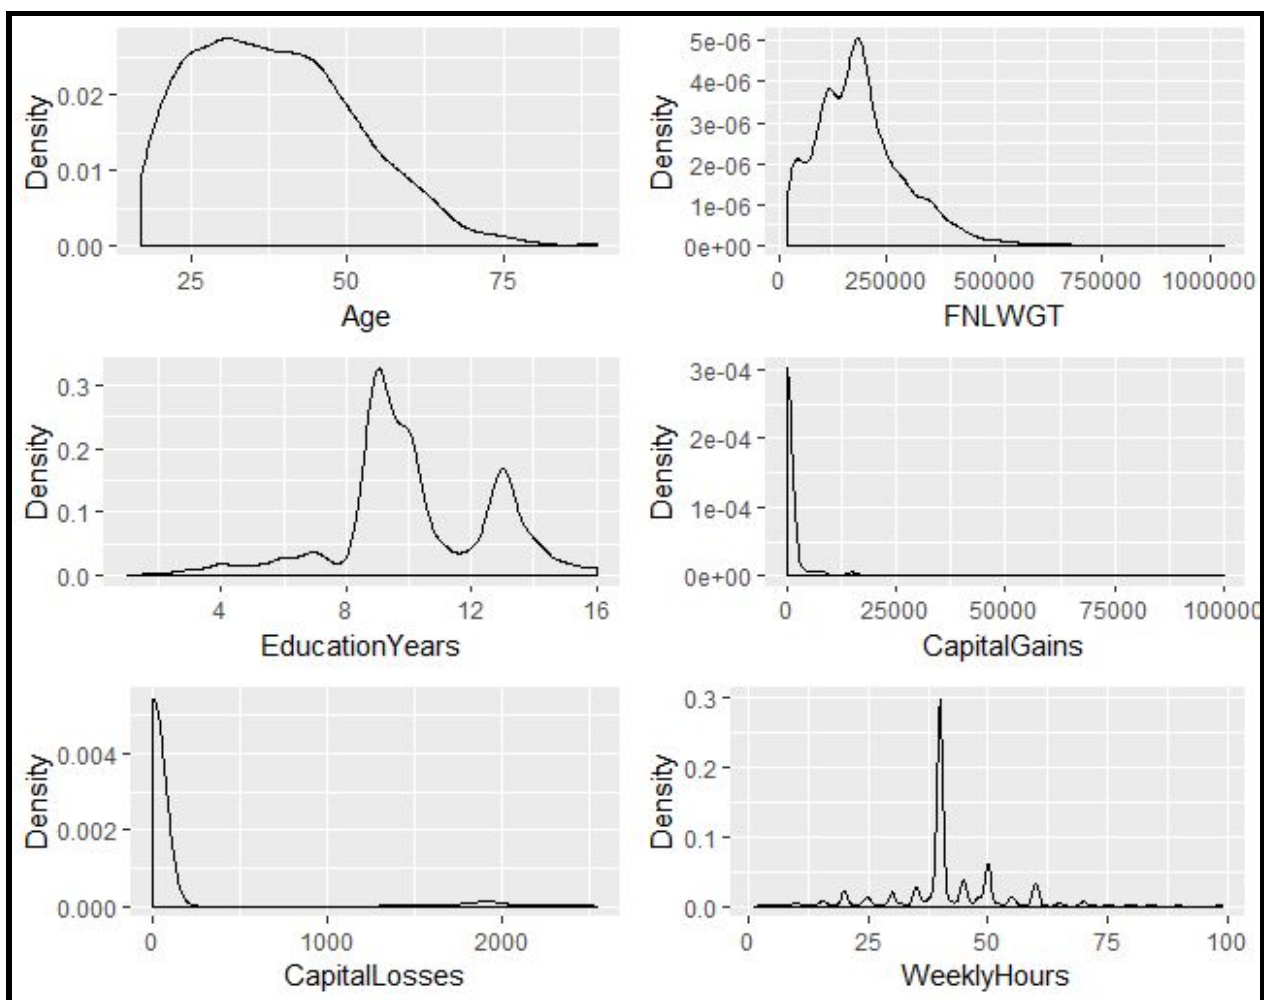 Density
0.02
0.01
0.00
25 50 75
Age
Density
5e-06
4e-06
3e-06
2e-06
1e-06
0e+00
0 250000 500000 750000 1000000
FNLWGT
Density
0.3
0.2
0.1
0.0
4 8 12 16
EducationYears
Density
3e-04
2e-04
1e-04
0e+00
0 25000 50000 75000 100000
CapitalGains
Density
0.004
0.002
0.000
0 1000 2000
CapitalLosses
Density
0.3
0.2
0.1
0.0
0 25 50 75 100
WeeklyHours